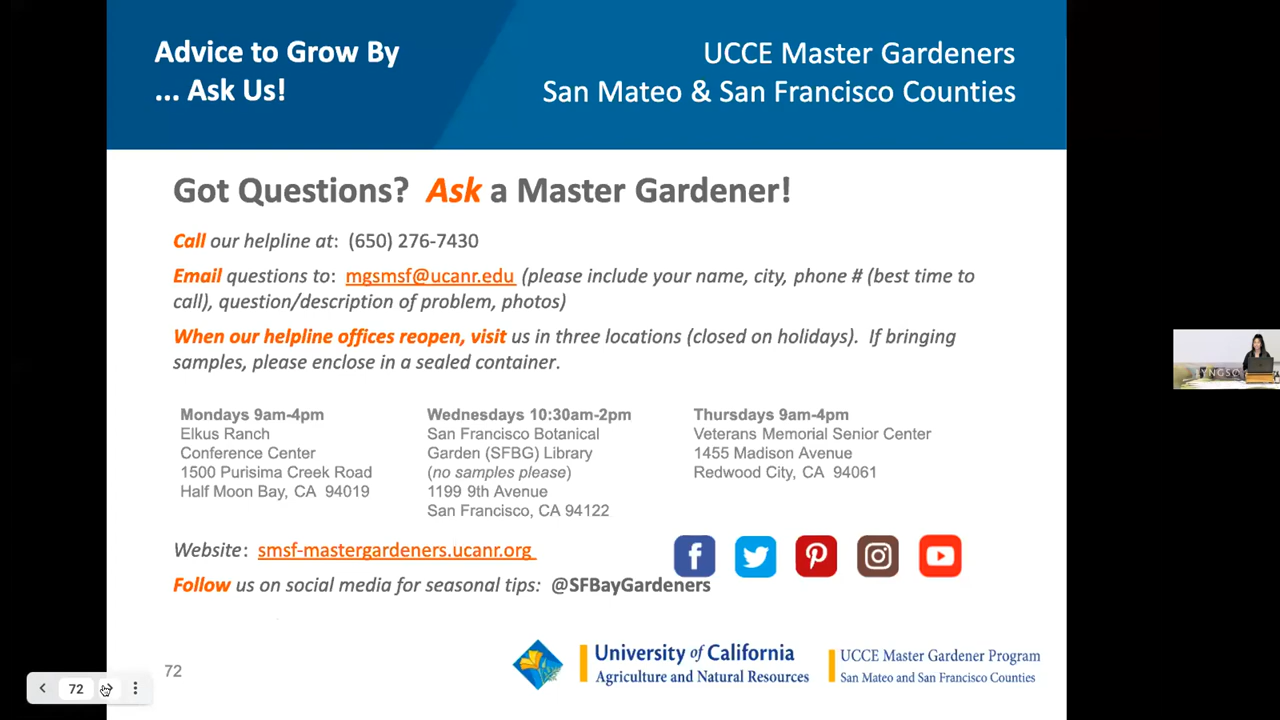 Advice to Grow By
... Ask Us!
UCCE Master Gardeners
San Mateo & San Francisco Counties
Got Questions? Ask a Master Gardener!
Call our helpline at: (650) 276-7430
Email questions to: mgsmsf@ucanr.edu (please include your name, city, phone # (best time to
call), question/description of problem, photos)
When our helpline offices reopen, visit us in three locations (closed on holidays). If bringing
samples, please enclose in a sealed container.
Mondays 9am-4pm
Elkus Ranch
Conference Center
1500 Purisima Creek Road
Half Moon Bay, CA 94019
Wednesdays 10:30am-2pm
San Francisco Botanical
Garden (SFBG) Library
(no samples please)
1199 9th Avenue
San Francisco, CA 94122
Thursdays 9am-4pm
Veterans Memorial Senior Center
1455 Madison Avenue
Redwood City, CA 94061
Website: smsf-mastergardeners.ucanr.org
Follow us on social media for seasonal tips: @SFBayGardeners
University of California
Agriculture and Natural Resources
UCCE Master Gardener Program
San Mateo and San Francisco Counties
72
72